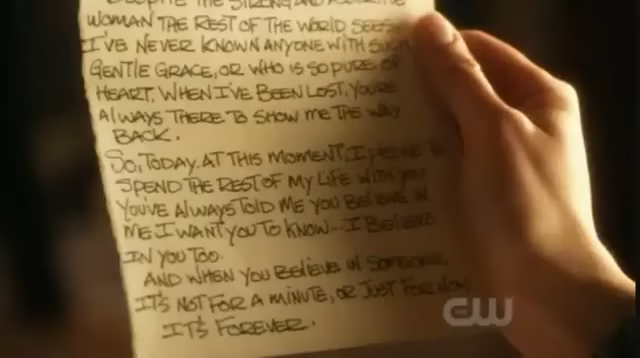 DESPITE THE STRONG AND
WOMAN THE REST OF THE WORLD SEES
I'VE NEVER KNOWN ANYONE WITH SUCH
GENTLE GRACE, OR WHO IS SO PURE OF
HEART. WHEN I'VE BEEN LOST, YOU'RE
ALWAYS THERE TO SHOW ME THE WAY
BACK.
SO, TODAY. AT THIS MOMENT, I
SPEND THE REST OF MY LIFE WITH YOU
YOU'VE ALWAYS TOLD ME YOU BELIEVE IN
ME I WANT YOU TO KNOW... I BELIEVE
IN YOU TOO.
AND WHEN YOU BELIEVE IN SOMEONE
IT'S NOT FOR A MINUTE, OR JUST FOR NOW
IT'S FOREVER.
CW